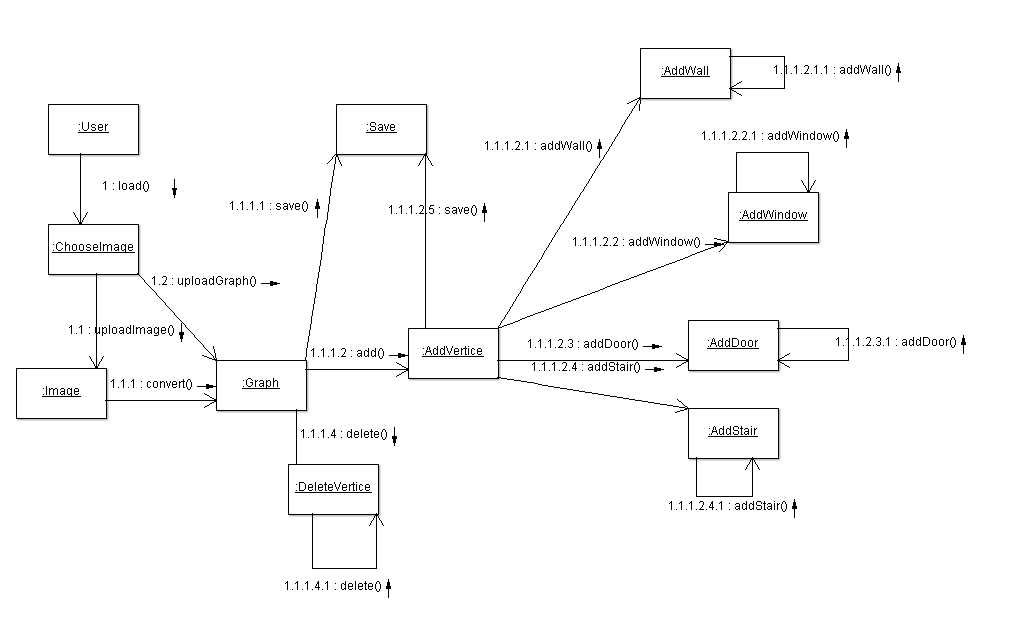 :AddWall
1.1.1.2.1.1 : addWall()
:User
:Save
1.1.1.2.2.1 : addWindow()
1.1.1.2.1 : addWall()
1 : load()
1.1.1.1 : save()
1.1.1.2.5 : save()
:AddWindow
:ChooseImage
1.1.1.2.2 : addWindow()
1.2 : uploadGraph()
1.1 : uploadImage()
1.1.1.2 : add()
:AddVertice
1.1.1.2.3 : addDoor()
:AddDoor
1.1.1.2.3.1 : addDoor()
1.1.1.2.4 : addStair()
:Image
1.1.1 : convert()
:Graph
1.1.1.4 : delete()
:AddStair
:DeleteVertice
1.1.1.2.4.1 : addStair()
1.1.1.4.1 : delete()